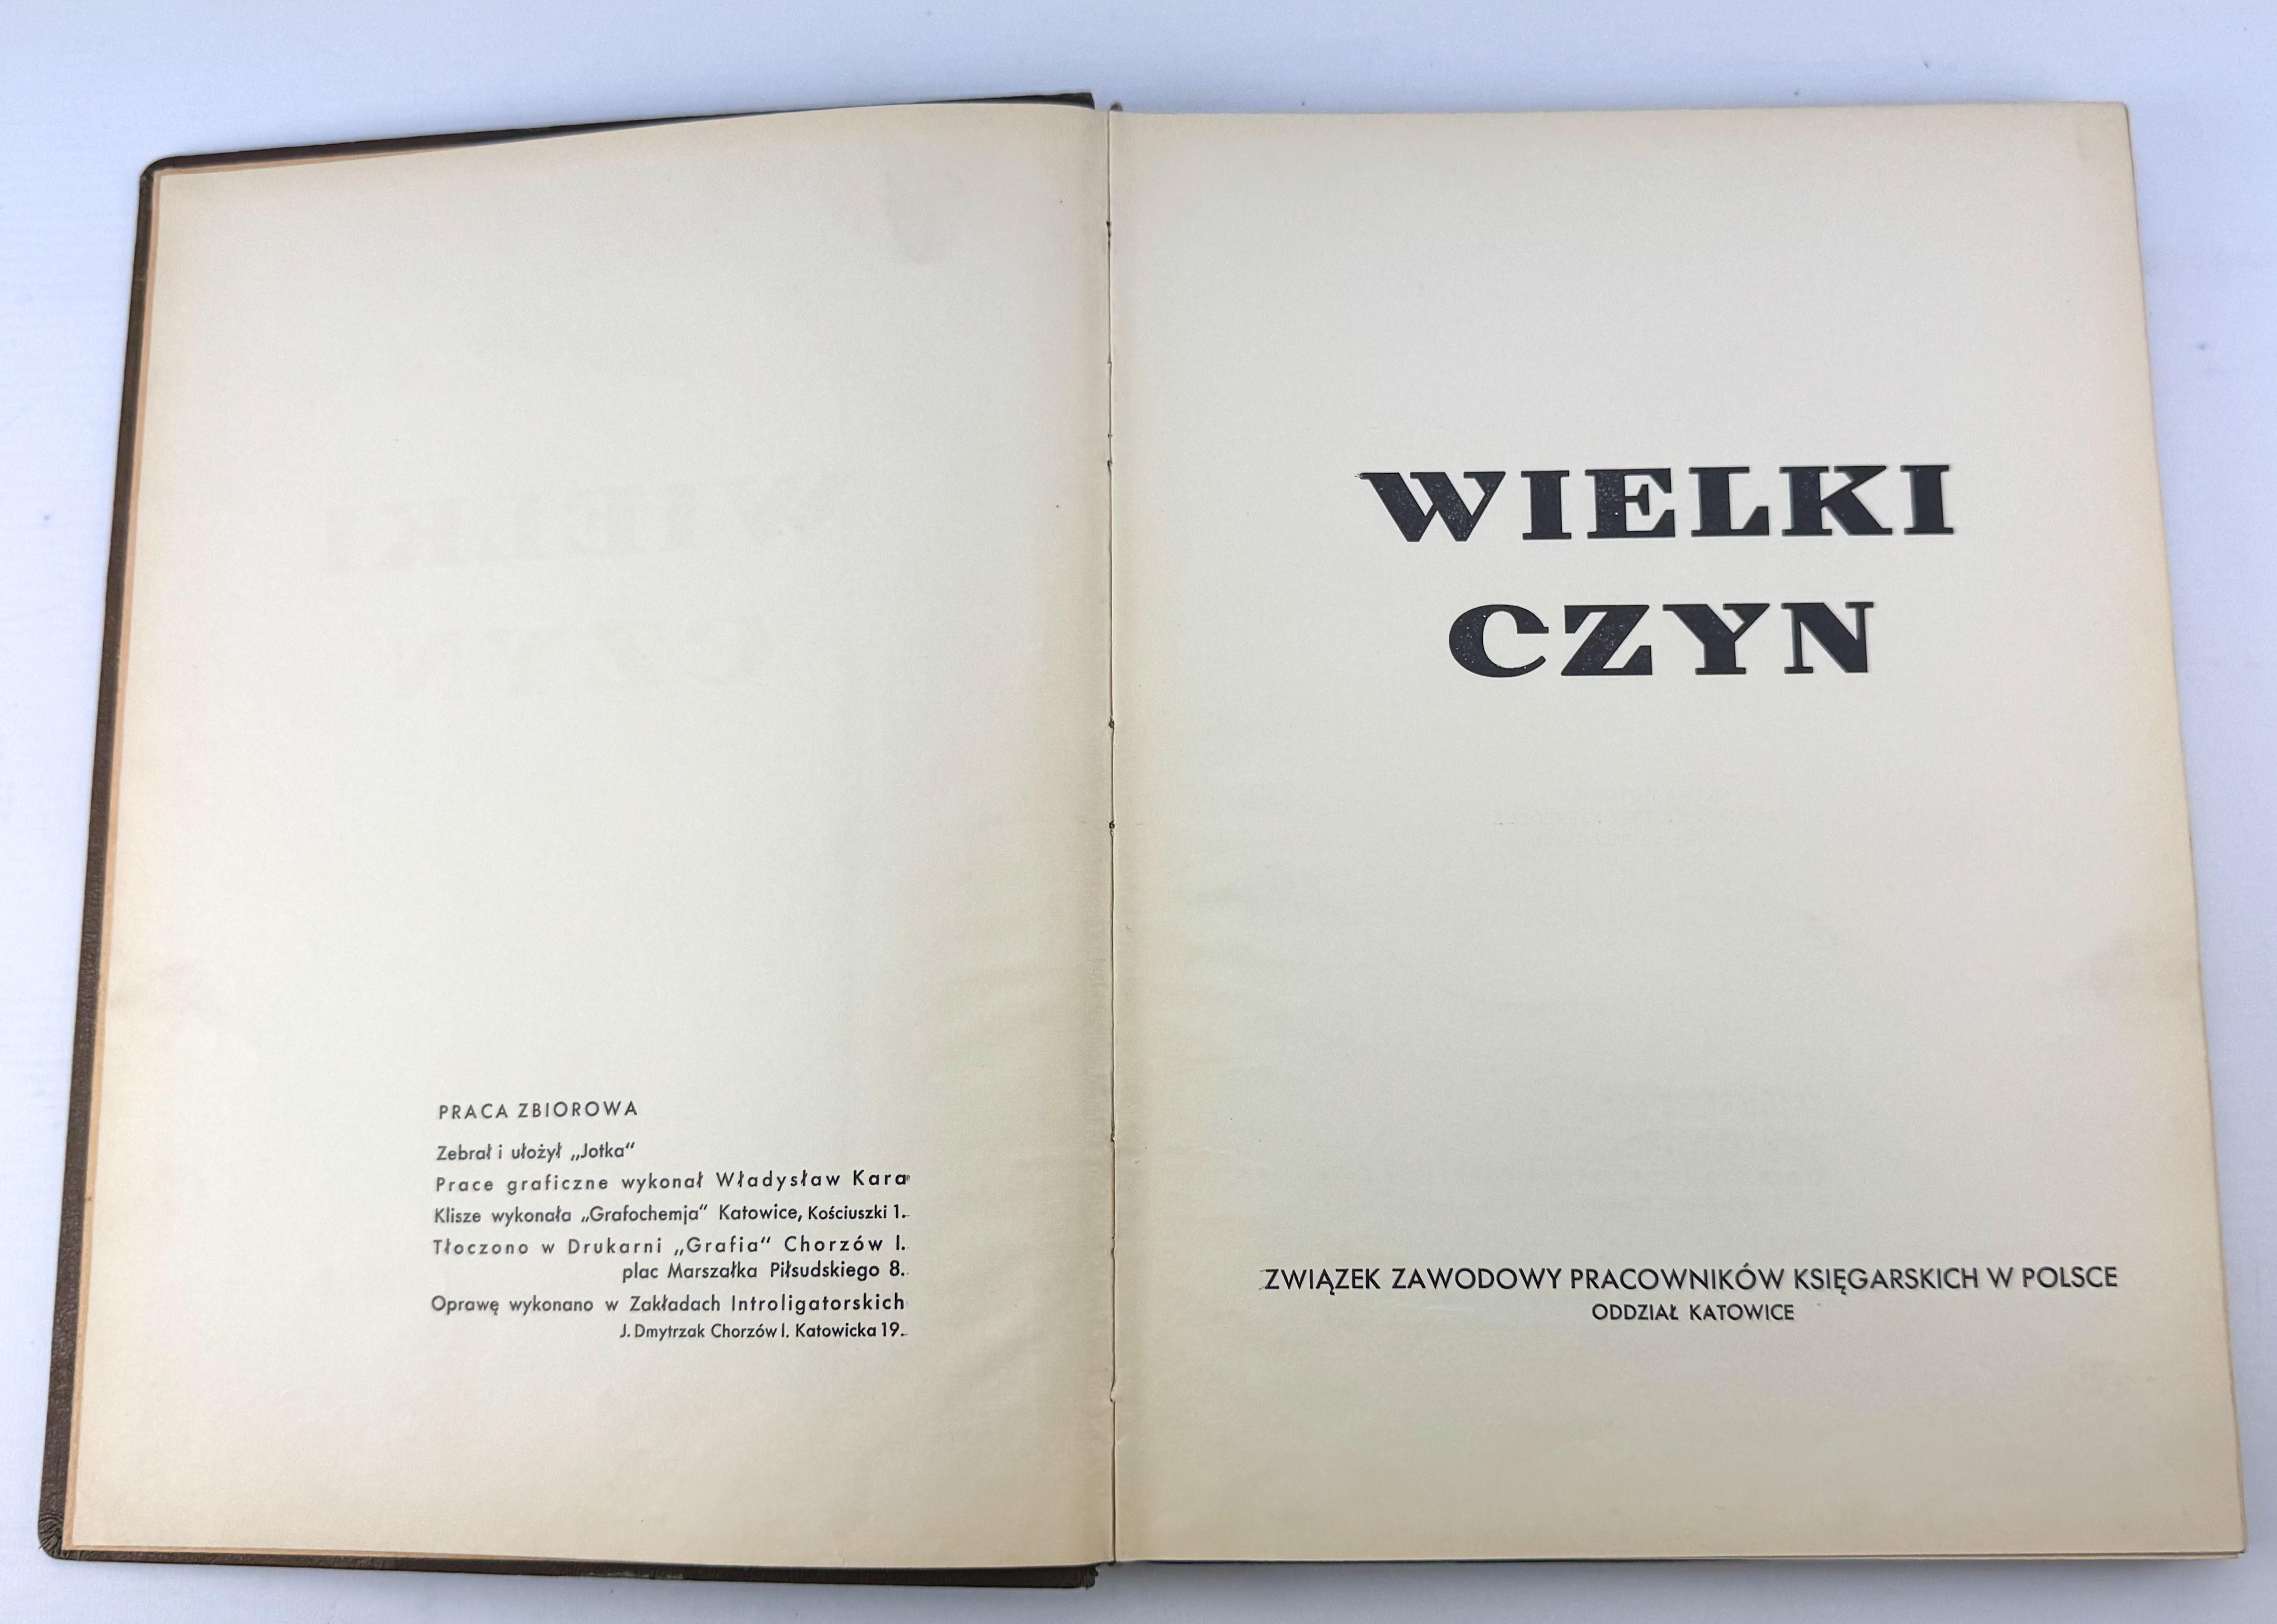 PRACA ZBIOROWA
Zebrał i ułożył „Jotka“
Prace graficzne wykonał Władysław Kara
Klisze wykonała „Grafochemja“ Katowice, Kościuszki 1.
Tłoczono w Drukarni „Grafia“ Chorzów I.
plac Marszałka Piłsudskiego 8.
Oprawę wykonano w Zakładach Introligatorskich
J. Dmytrzak Chorzów I. Katowicka 19.
WIELKI
CZYN
ZWIĄZEK ZAWODOWY PRACOWNIKÓW KSIĘGARSKICH W POLSCE
ODDZIAŁ KATOWICE